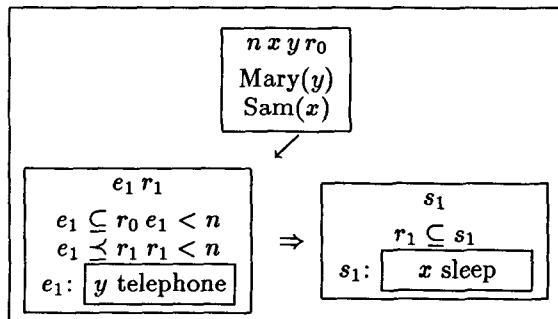 n x y r₀
Mary(y)
Sam(x)
e₁ r₁
e₁ ⊆ r₀ e₁ < n
e₁ ⪯ r₁ r₁ < n
e₁: y telephone
⇒
s₁
r₁ ⊆ s₁
s₁: x sleep